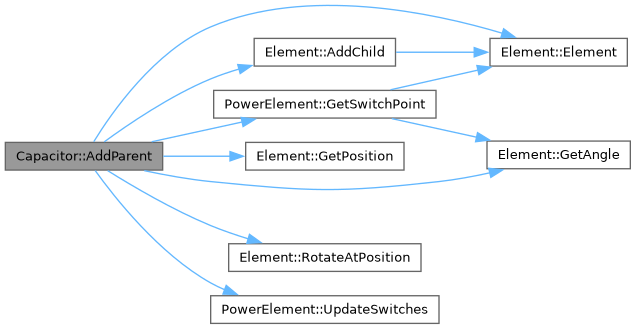 Element::AddChild
Element::Element
PowerElement::GetSwitchPoint
Capacitor::AddParent
Element::GetPosition
Element::GetAngle
Element::RotateAtPosition
PowerElement::UpdateSwitches